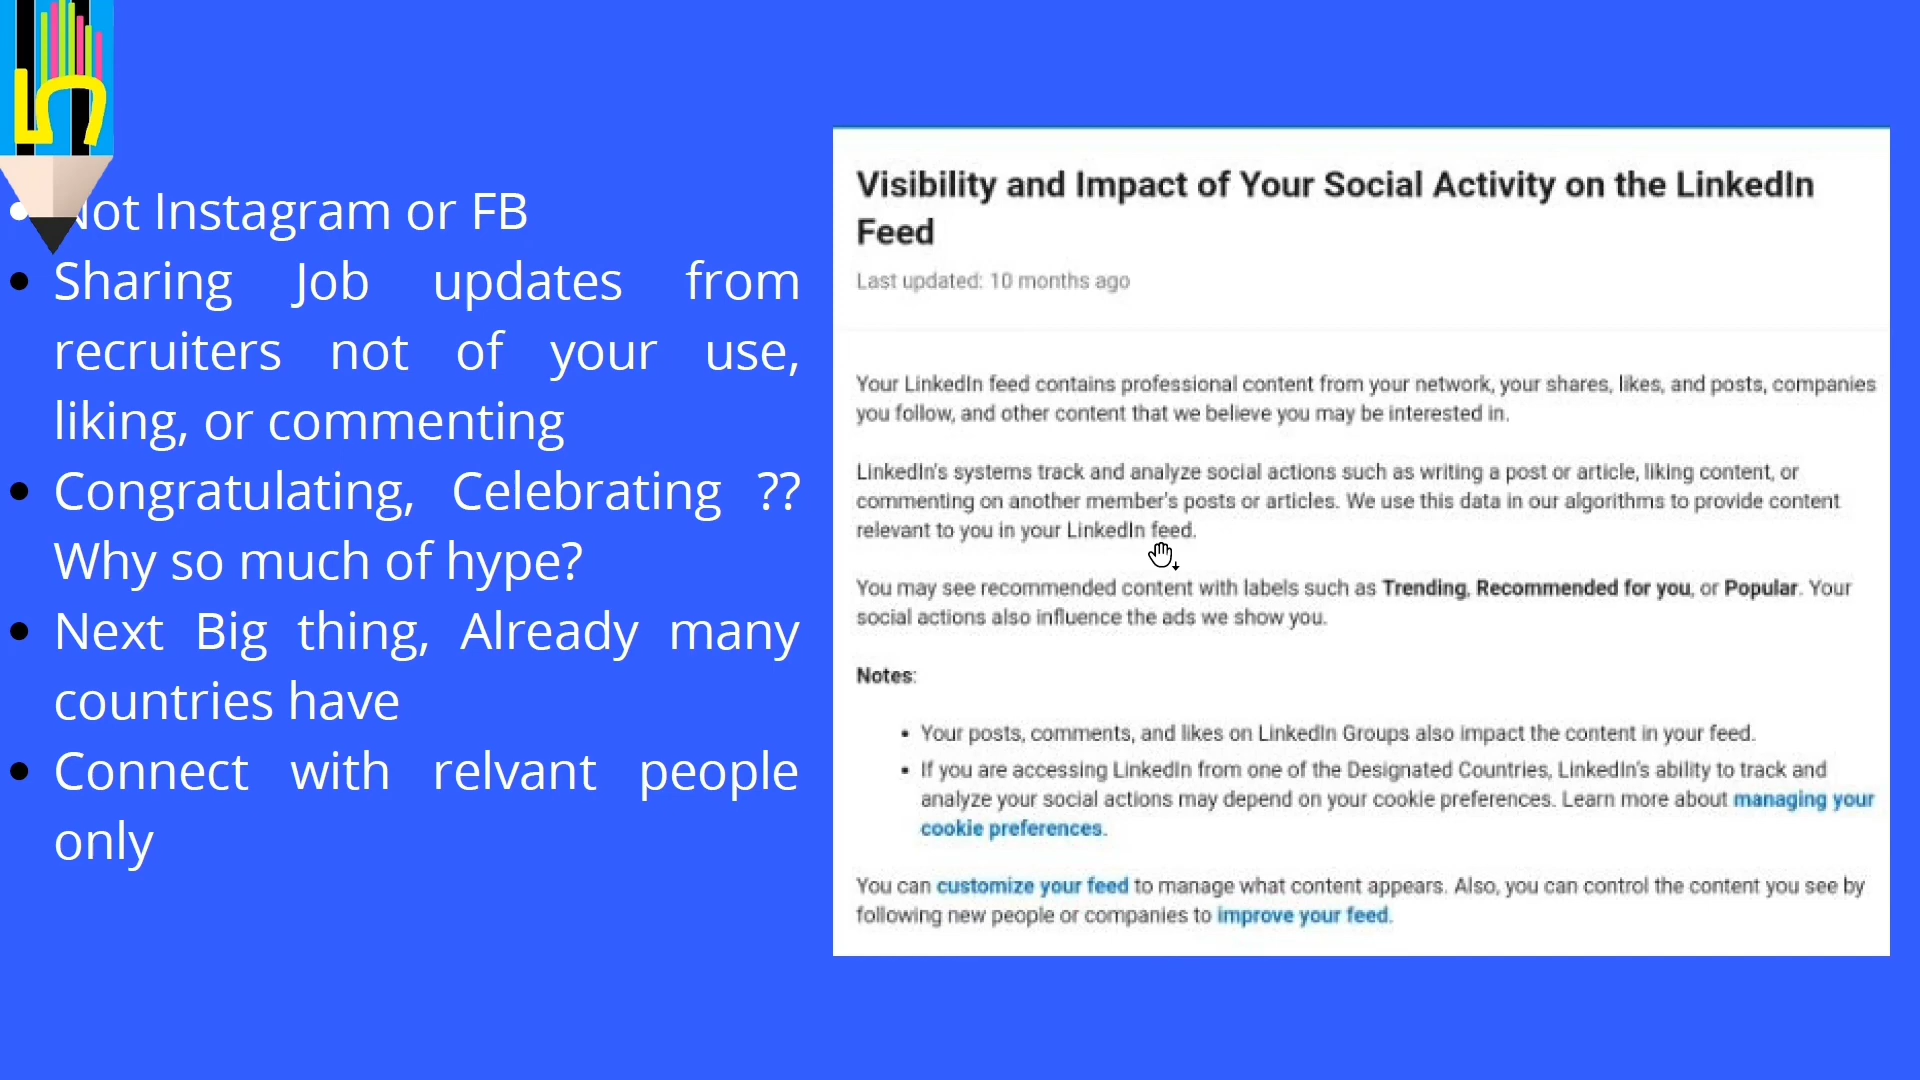 Not Instagram or FB
Sharing Job updates from
recruiters not of your use,
liking, or commenting
Congratulating, Celebrating ??
Why so much of hype?
Next Big thing, Already many
countries have
Connect with relvant people
only
Visibility and Impact of Your Social Activity on the LinkedIn
Feed
Last updated: 10 months ago
Your LinkedIn feed contains professional content from your network, your shares, likes, and posts, companies
you follow, and other content that we believe you may be interested in.
LinkedIn's systems track and analyze social actions such as writing a post or article, liking content, or
commenting on another member's posts or articles. We use this data in our algorithms to provide content
relevant to you in your LinkedIn feed.
You may see recommended content with labels such as Trending, Recommended for you, or Popular. Your
social actions also influence the ads we show you.
Notes:
Your posts, comments, and likes on LinkedIn Groups also impact the content in your feed.
If you are accessing LinkedIn from one of the Designated Countries, LinkedIn's ability to track and
analyze your social actions may depend on your cookie preferences. Learn more about managing your
cookie preferences.
You can customize your feed to manage what content appears. Also, you can control the content you see by
following new people or companies to improve your feed.